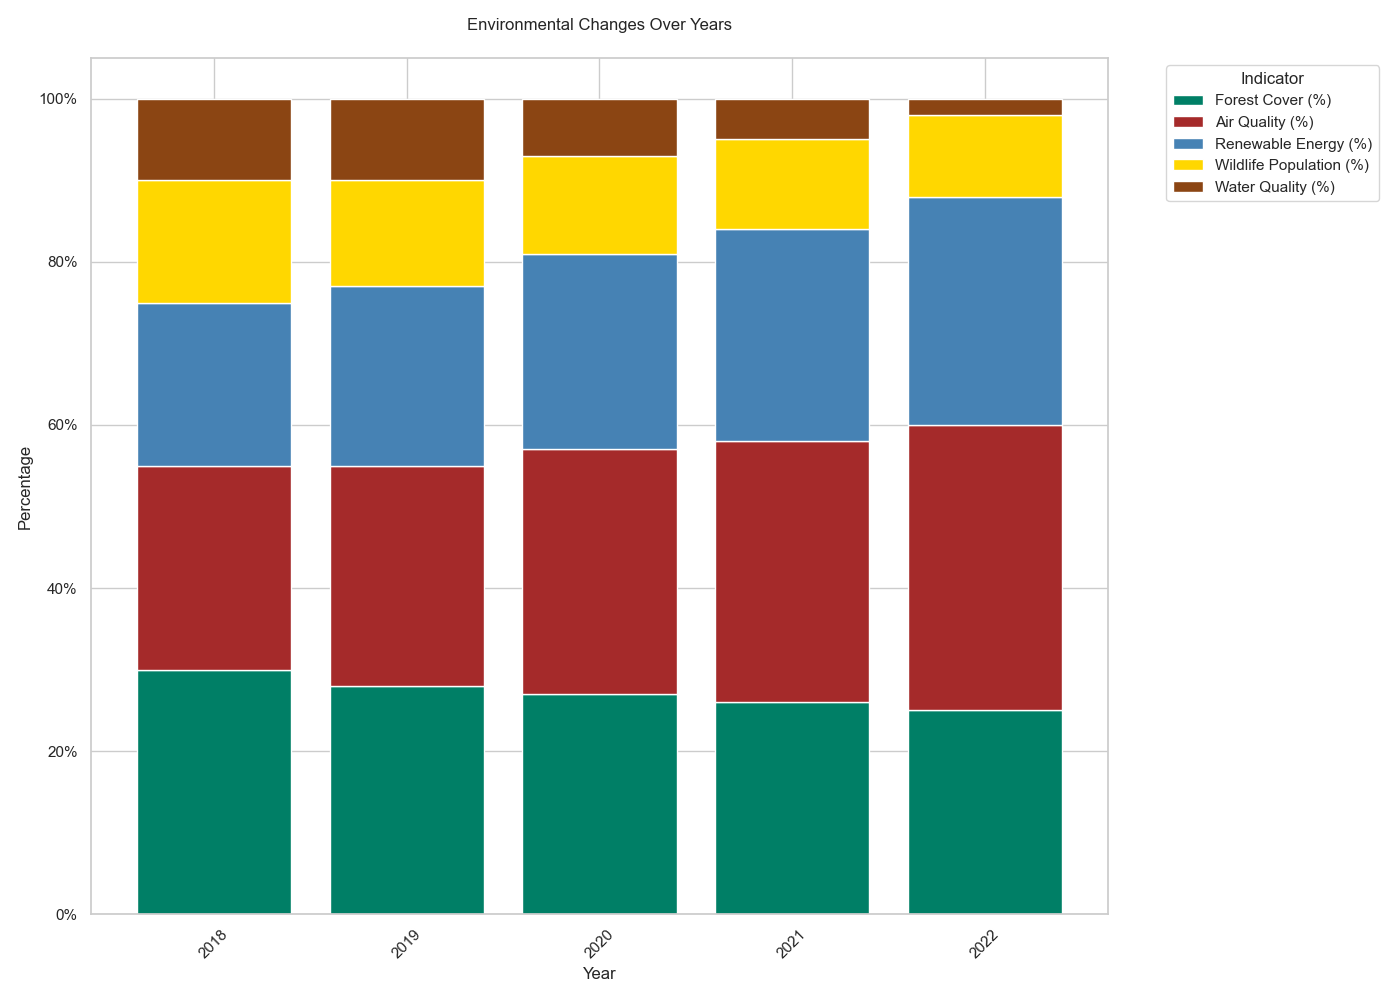 Environmental Changes Over Years
Indicator
Forest Cover (%)
Air Quality (%)
Renewable Energy (%)
Wildlife Population (%)
Water Quality (%)
Percentage
100%
80%
60%
40%
20%
0%
2018
2019
2020
2021
2022
Year